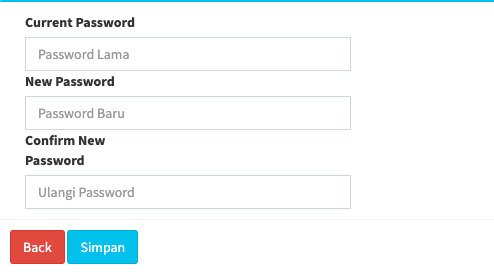 Current Password
Password Lama
New Password
Password Baru
Confirm New
Password
Ulangi Password
Back Simpan